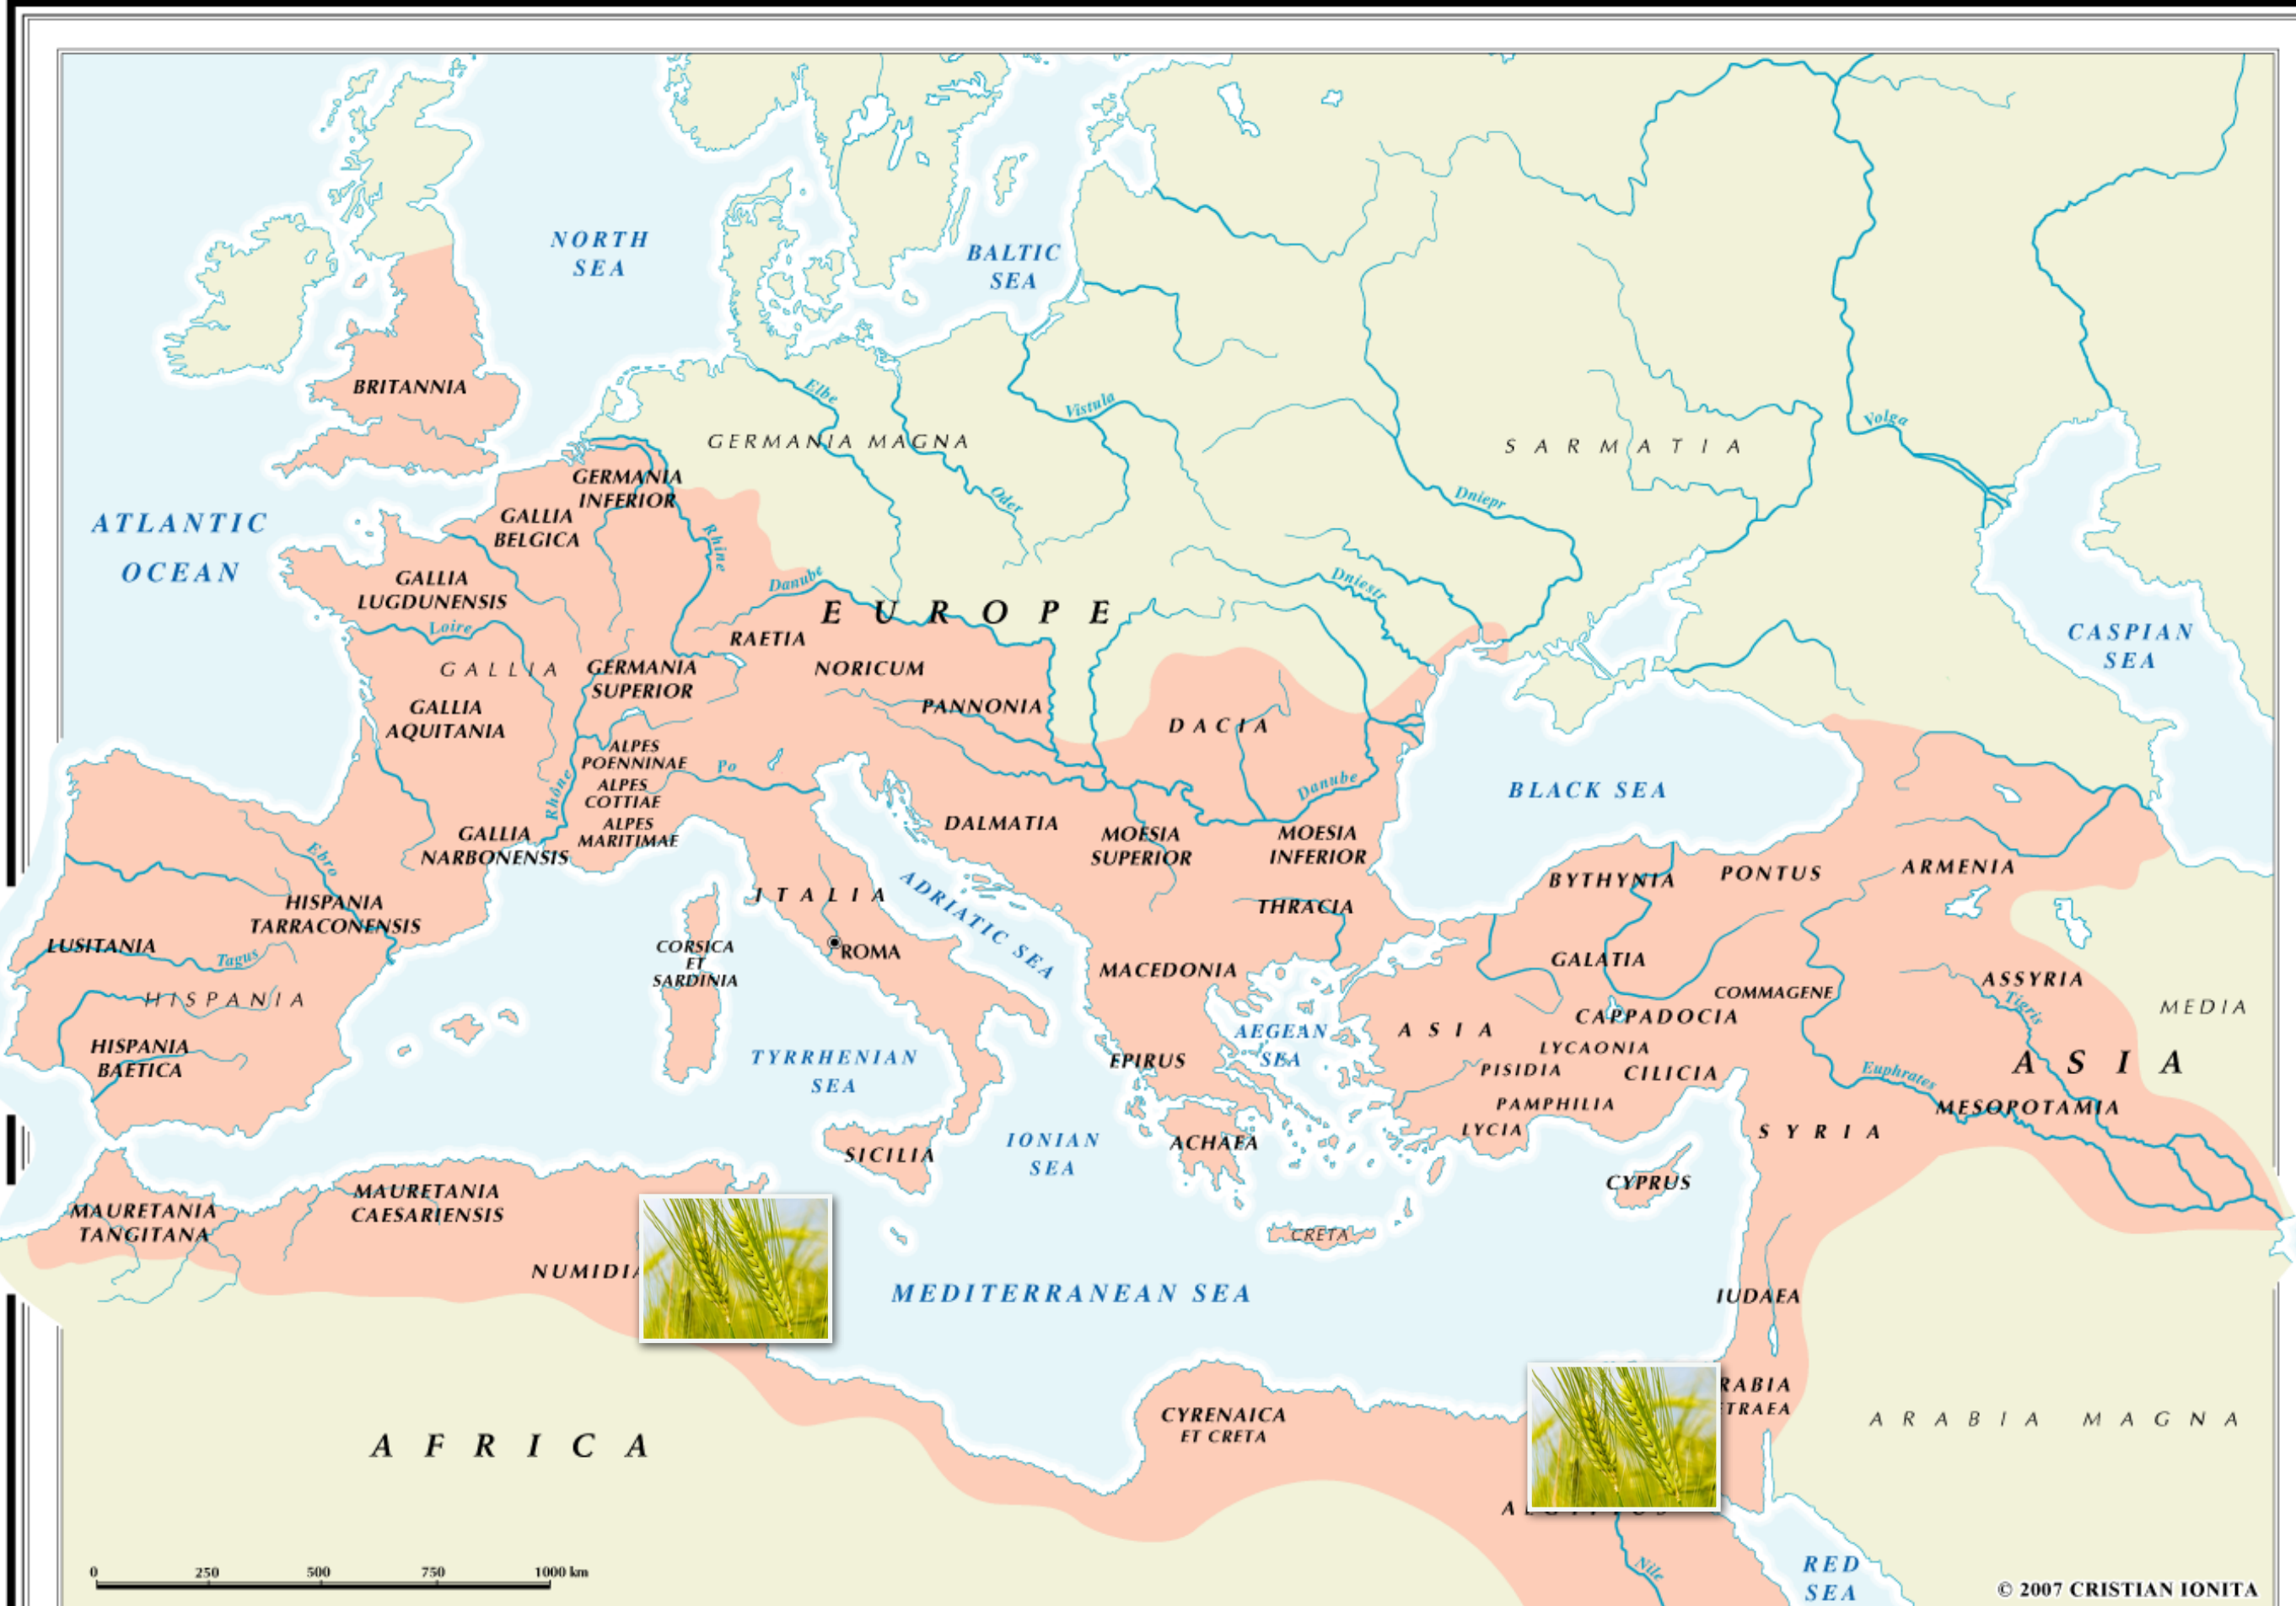 NORTH
SEA
BALTIC
SEA
BRITANNIA
Elbe
Vistula
Volga
GERMANIA MAGNA
SARMATIA
GERMANIA
INFERIOR
Oder
Dniepr
GALLIA
BELGICA
ATLANTIC
OCEAN
Rhine
GALLIA
LUGDUNENSIS
Danube
Dniestr
EUROPE
Loire
RAETIA
CASPIAN
SEA
GALLIA
GERMANIA
SUPERIOR
NORICUM
GALLIA
AQUITANIA
PANNONIA
DACIA
ALPES
POENNINAE
Po
ALPES
COTTIAE
Rhône
Danube
BLACK SEA
ALPES
MARITIMAE
GALLIA
NARBONENSIS
DALMATIA
MOESIA
SUPERIOR
MOESIA
INFERIOR
Ebro
BYTHYNIA
PONTUS
ARMENIA
ITALIA
ADRIATIC SEA
HISPANIA
TARRACONENSIS
THRACIA
LUSITANIA
Tagus
CORSICA
ET
SARDINIA
ROMA
MACEDONIA
GALATIA
ASSYRIA
HISPANIA
COMMAGENE
Tigris
MEDIA
CAPPADOCIA
AEGEAN
SEA
ASIA
HISPANIA
BAETICA
TYRRHENIAN
SEA
EPIRUS
LYCAONIA
PISIDIA
CILICIA
Euphrates
ASIA
PAMPHILIA
MESOPOTAMIA
LYCIA
SYRIA
IONIAN
SEA
ACHAEA
SICILIA
CYPRUS
MAURETANIA
TANGITANA
MAURETANIA
CAESARIENSIS
CRETA
NUMIDIA
MEDITERRANEAN SEA
IUDAEA
RABIA
TRAEA
CYRENAICA
ET CRETA
ARABIA MAGNA
AFRICA
Nile
RED
SEA
0 250 500 750 1000 km
© 2007 CRISTIAN IONITA